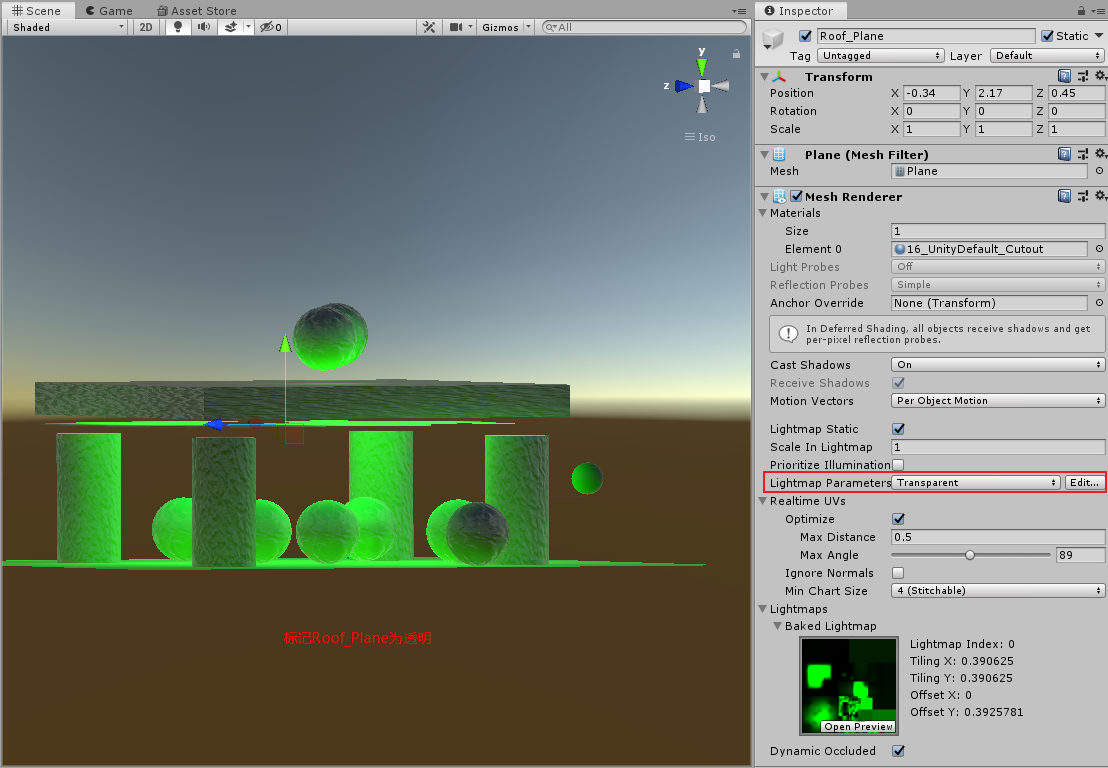 Scene
Game
Asset Store
Inspector
Shaded
2D
0
Gizmos
All
y
z
Iso
标记Roof_Plane为透明
Roof_Plane
Static
Tag
Untagged
Layer
Default
Transform
Position X -0.34 Y 2.17 Z 0.45
Rotation X 0 Y 0 Z 0
Scale X 1 Y 1 Z 1
Plane (Mesh Filter)
Mesh Plane
Mesh Renderer
Materials
Size 1
Element 0 16_UnityDefault_Cutout
Light Probes Off
Reflection Probes Simple
Anchor Override None (Transform)
In Deferred Shading, all objects receive shadows and get
per-pixel reflection probes.
Cast Shadows On
Receive Shadows
Motion Vectors Per Object Motion
Lightmap Static
Scale In Lightmap 1
Prioritize Illumination
Lightmap Parameters Transparent Edit...
Realtime UVs
Optimize
Max Distance 0.5
Max Angle 89
Ignore Normals
Min Chart Size 4 (Stitchable)
Lightmaps
Baked Lightmap
Lightmap Index: 0
Tiling X: 0.390625
Tiling Y: 0.390625
Offset X: 0
Offset Y: 0.3925781
Open Preview
Dynamic Occluded